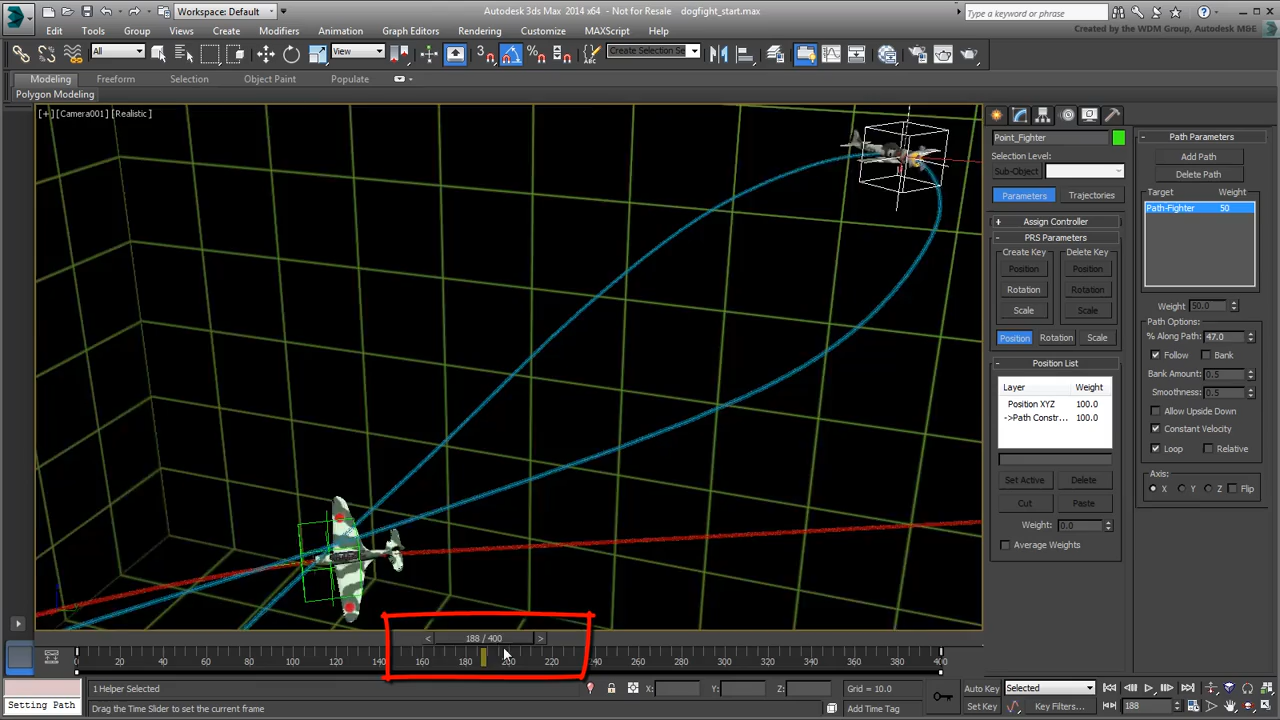 Workspace: Default
Autodesk 3ds Max 2014 x64 - Not for Resale dogfight_start.max
Type a keyword or phrase
Edit Tools Group Views Create Modifiers Animation Graph Editors Rendering Customize MAXScript Help
Created by the WDM Group, Autodesk MGE
All View 3 % Create Selection Se
Modeling Freeform Selection Object Paint Populate
Polygon Modeling
[+] [Camera001] [Realistic]
Point_Fighter
Selection Level:
Sub-Object
Parameters Trajectories
+ Assign Controller
- PRS Parameters
Create Key Delete Key
Position Position
Rotation Rotation
Scale Scale
Position Rotation Scale
- Position List
Layer Weight
Position XYZ 100.0
->Path Constr... 100.0
Set Active Delete
Cut Paste
Weight: 0.0
Average Weights
- Path Parameters
Add Path
Delete Path
Target Weight
Path-Fighter 50
Weight 50.0
Path Options:
% Along Path: 47.0
Follow Bank
Bank Amount: 0.5
Smoothness: 0.5
Allow Upside Down
Constant Velocity
Loop Relative
Axis:
X Y Z Flip
< 188 / 400 >
0 20 40 60 80 100 120 140 160 180 200 220 240 260 280 300 320 340 360 380 400
1 Helper Selected
X: Y: Z: Grid = 10.0
Auto Key Selected
Setting Path
Drag the Time Slider to set the current frame
Add Time Tag
Set Key Key Filters... 188